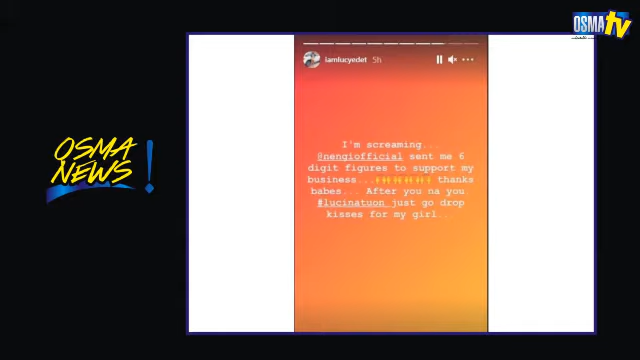 OSMA
tv
Iamlucyedet 5h
I'm screaming..
@nengiofficial sent me 6
digit figures to support my
business... thanks
babes... After you na you
#lucinatuon just go drop
kisses for my girl...
OSMA
NEWS!